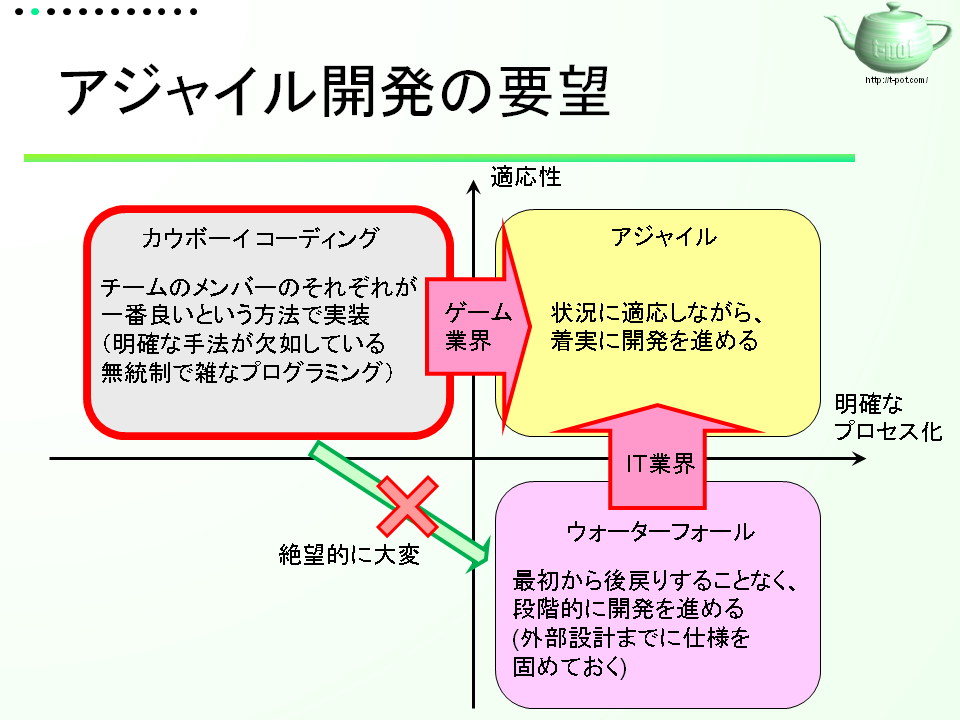 t-pot
http://t-pot.com/
アジャイル開発の要望
適応性
カウボーイコーディング
チームのメンバーのそれぞれが
一番良いという方法で実装
（明確な手法が欠如している
無統制で雑なプログラミング）
ゲーム
業界
アジャイル
状況に適応しながら、
着実に開発を進める
明確な
プロセス化
IT業界
絶望的に大変
ウォーターフォール
最初から後戻りすることなく、
段階的に開発を進める
(外部設計までに仕様を
固めておく)